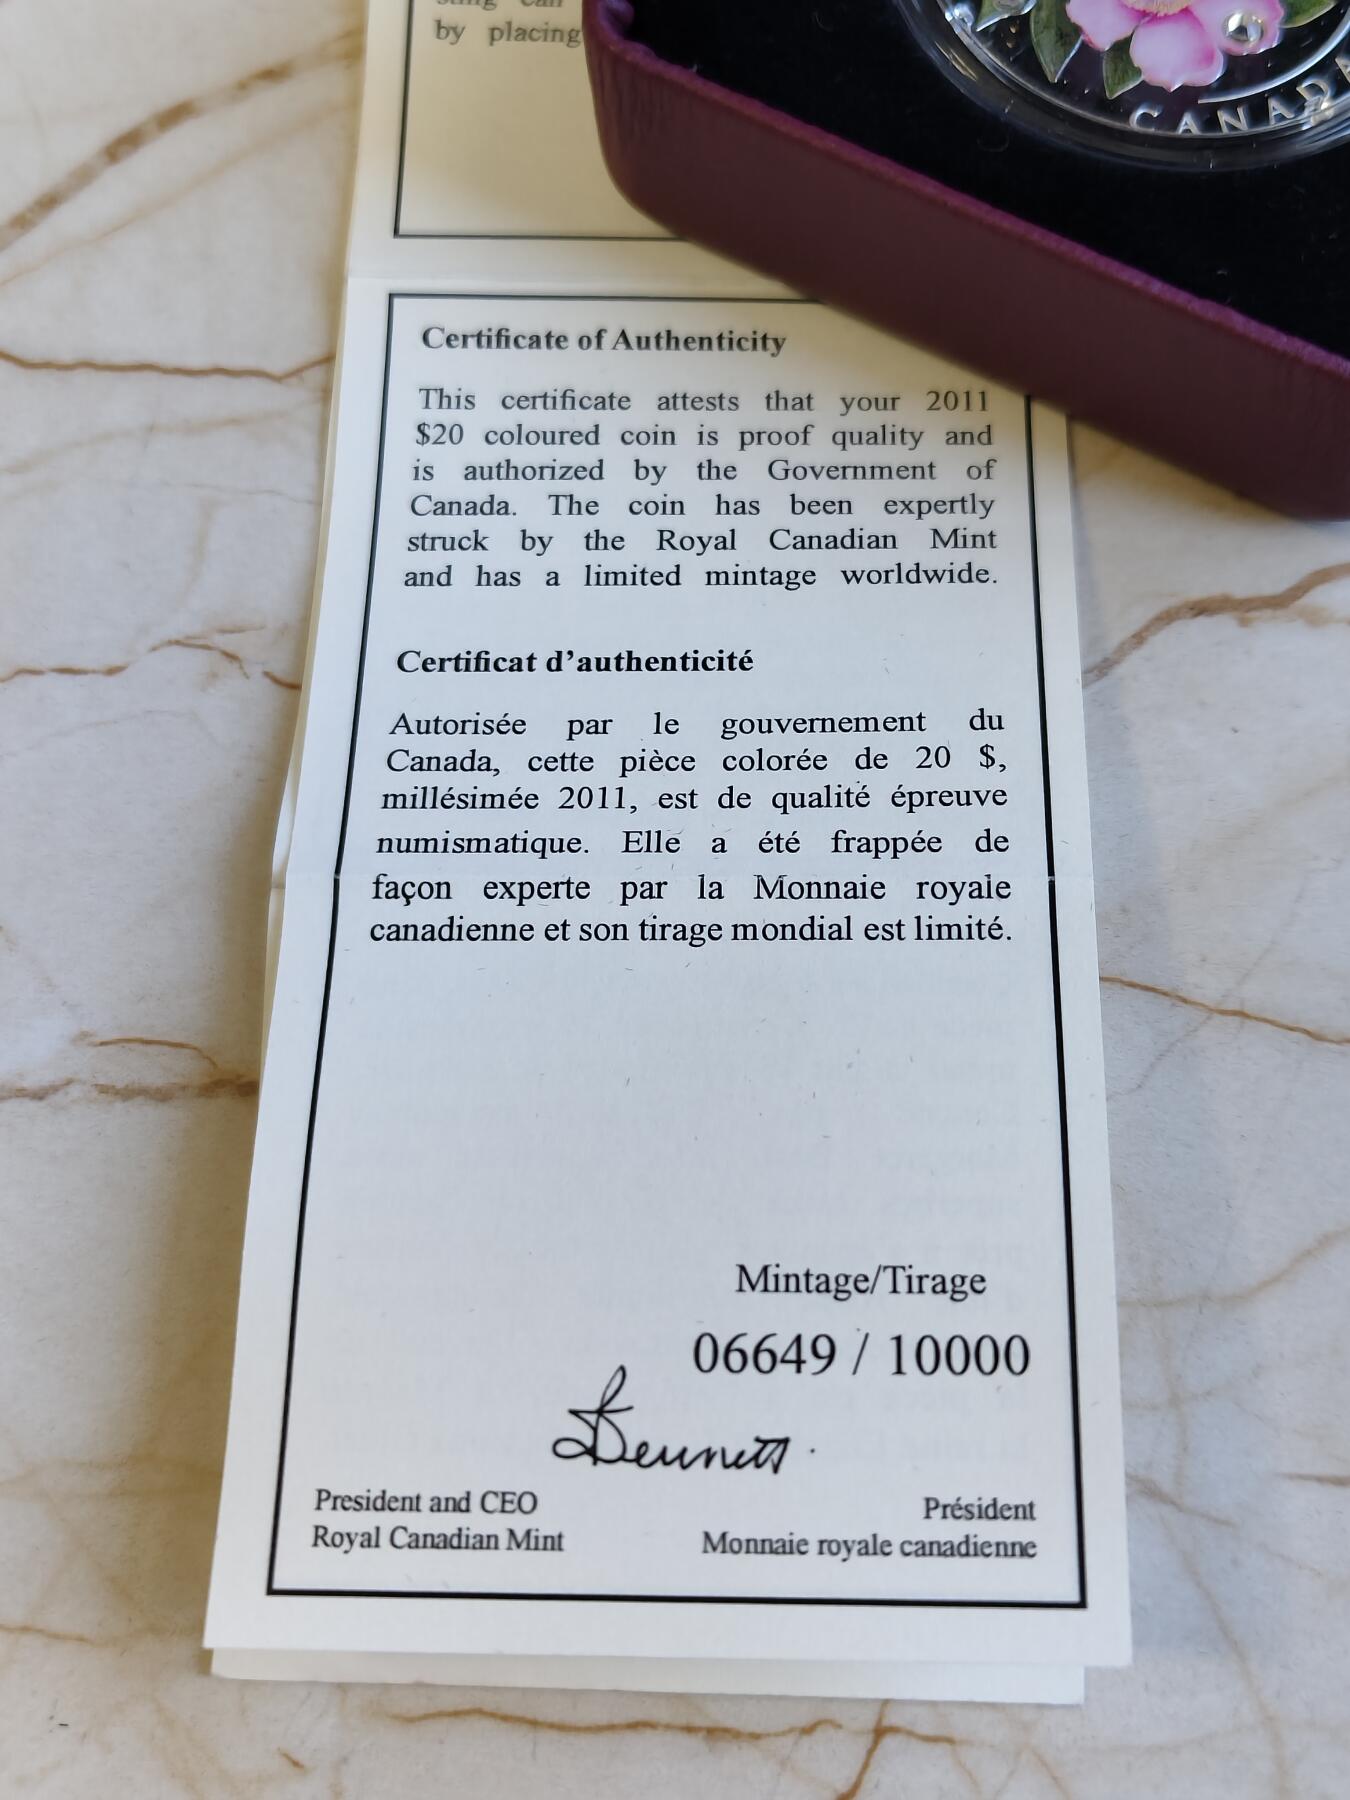 by placing
CANADA
Certificate of Authenticity
This certificate attests that your 2011
$20 coloured coin is proof quality and
is authorized by the Government of
Canada. The coin has been expertly
struck by the Royal Canadian Mint
and has a limited mintage worldwide.
Certificat d'authenticité
Autorisée par le gouvernement du
Canada, cette pièce colorée de 20 $,
millésimée 2011, est de qualité épreuve
numismatique. Elle a été frappée de
façon experte par la Monnaie royale
canadienne et son tirage mondial est limité.
Mintage/Tirage
06649 / 10000
Bennett
President and CEO
Royal Canadian Mint
Président
Monnaie royale canadienne